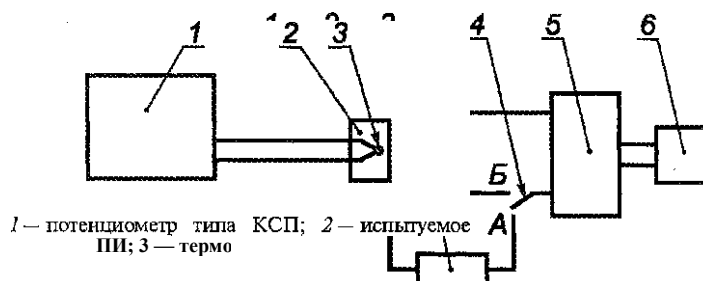 1 2 3 4 5 6
Б
А
1 — потенциометр типа КСП; 2 — испытуемое
ПИ; 3 — термо